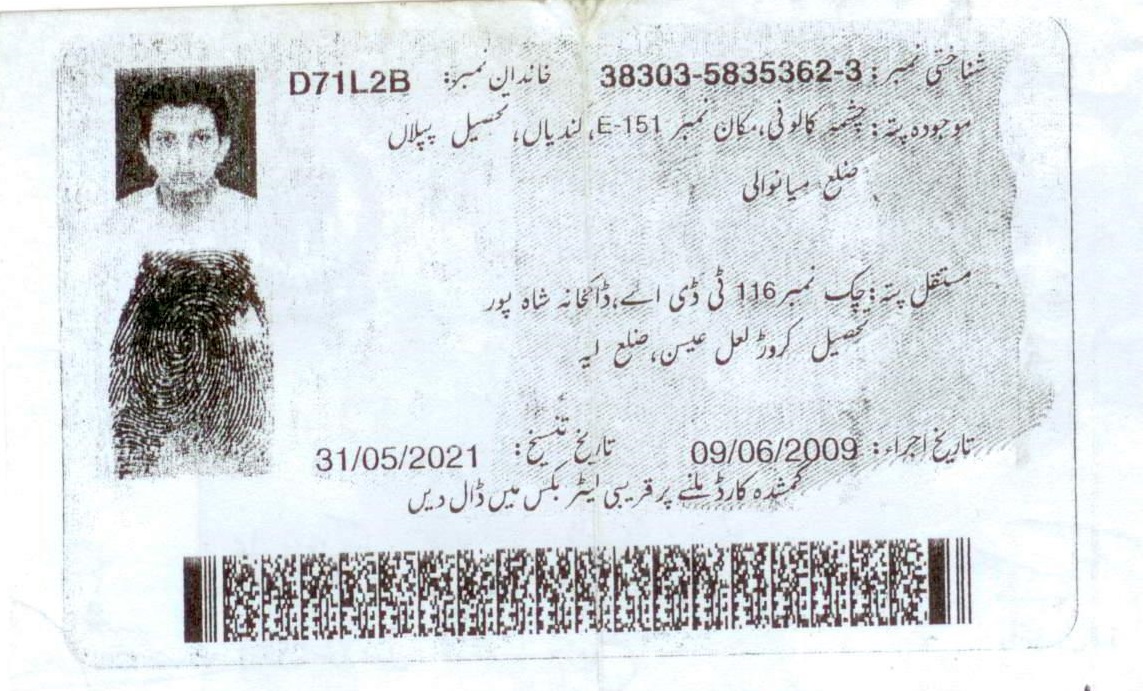 شناختی نمبر: 38303-5835362-3 خاندان نمبر: D71L2B
موجودہ پتہ: چشمہ کالونی، مکان نمبر E-151، کندیاں، تحصیل پپلاں
ضلع میانوالی
مستقل پتہ: چک نمبر 116 ٹی ڈی اے، ڈاکخانہ شاہ پور
تحصیل کروڑ لعل عیسن، ضلع لیہ
تاریخ اجراء: 09/06/2009 تاریخ تنسیخ: 31/05/2021
گمشدہ کارڈ ملنے پر قریبی لیٹر بکس میں ڈال دیں